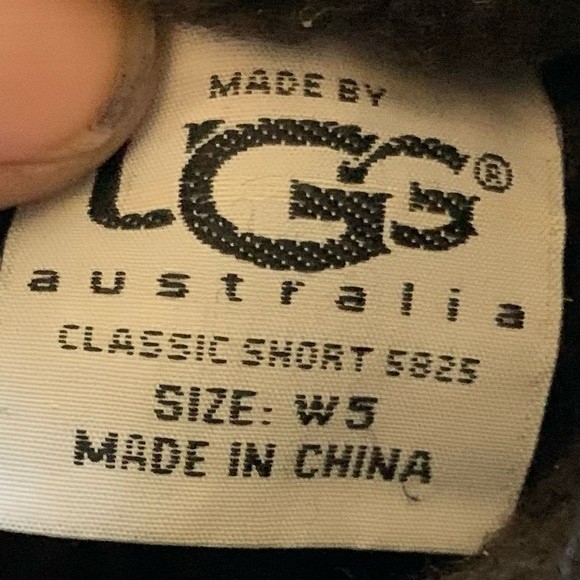 MADE BY
UGG®
australia
CLASSIC SHORT 5825
SIZE: W5
MADE IN CHINA